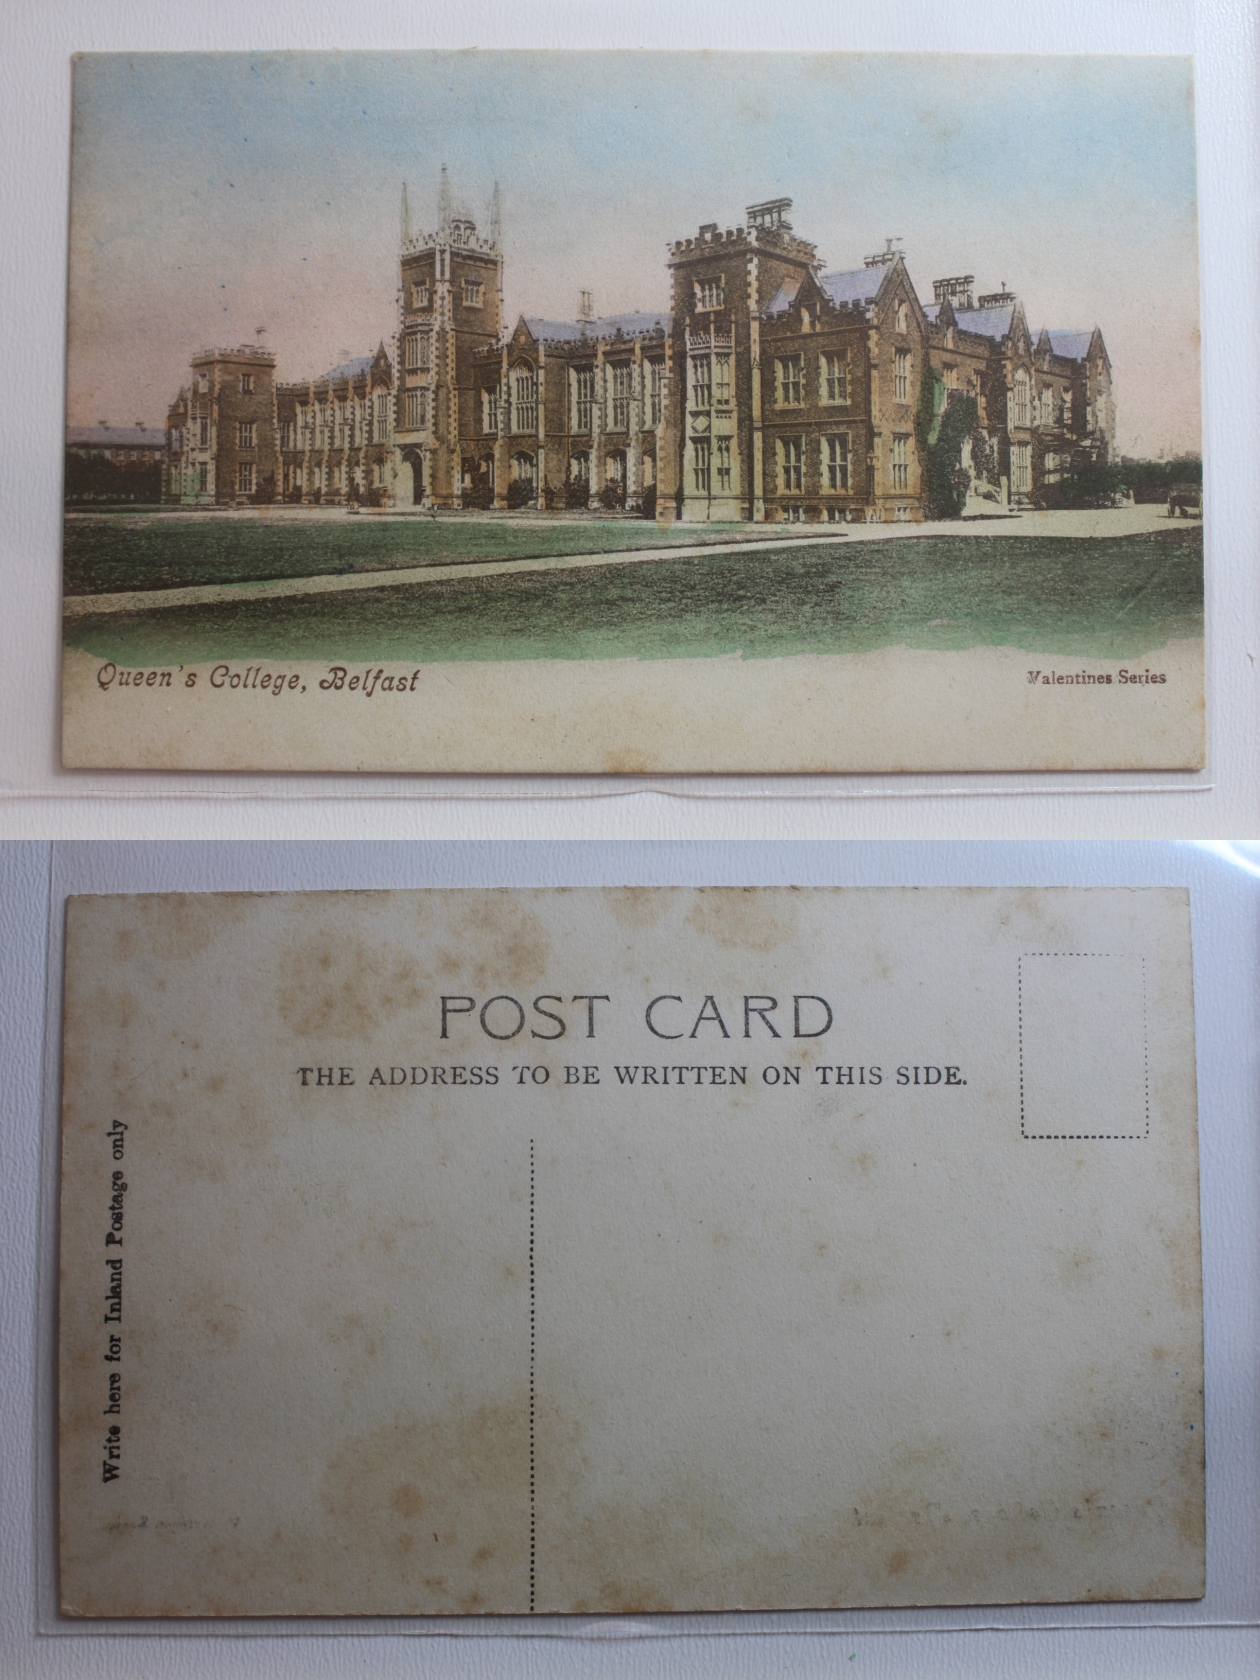 Queen's College, Belfast
Valentines Series
POST CARD
THE ADDRESS TO BE WRITTEN ON THIS SIDE.
Write here for Inland Postage only